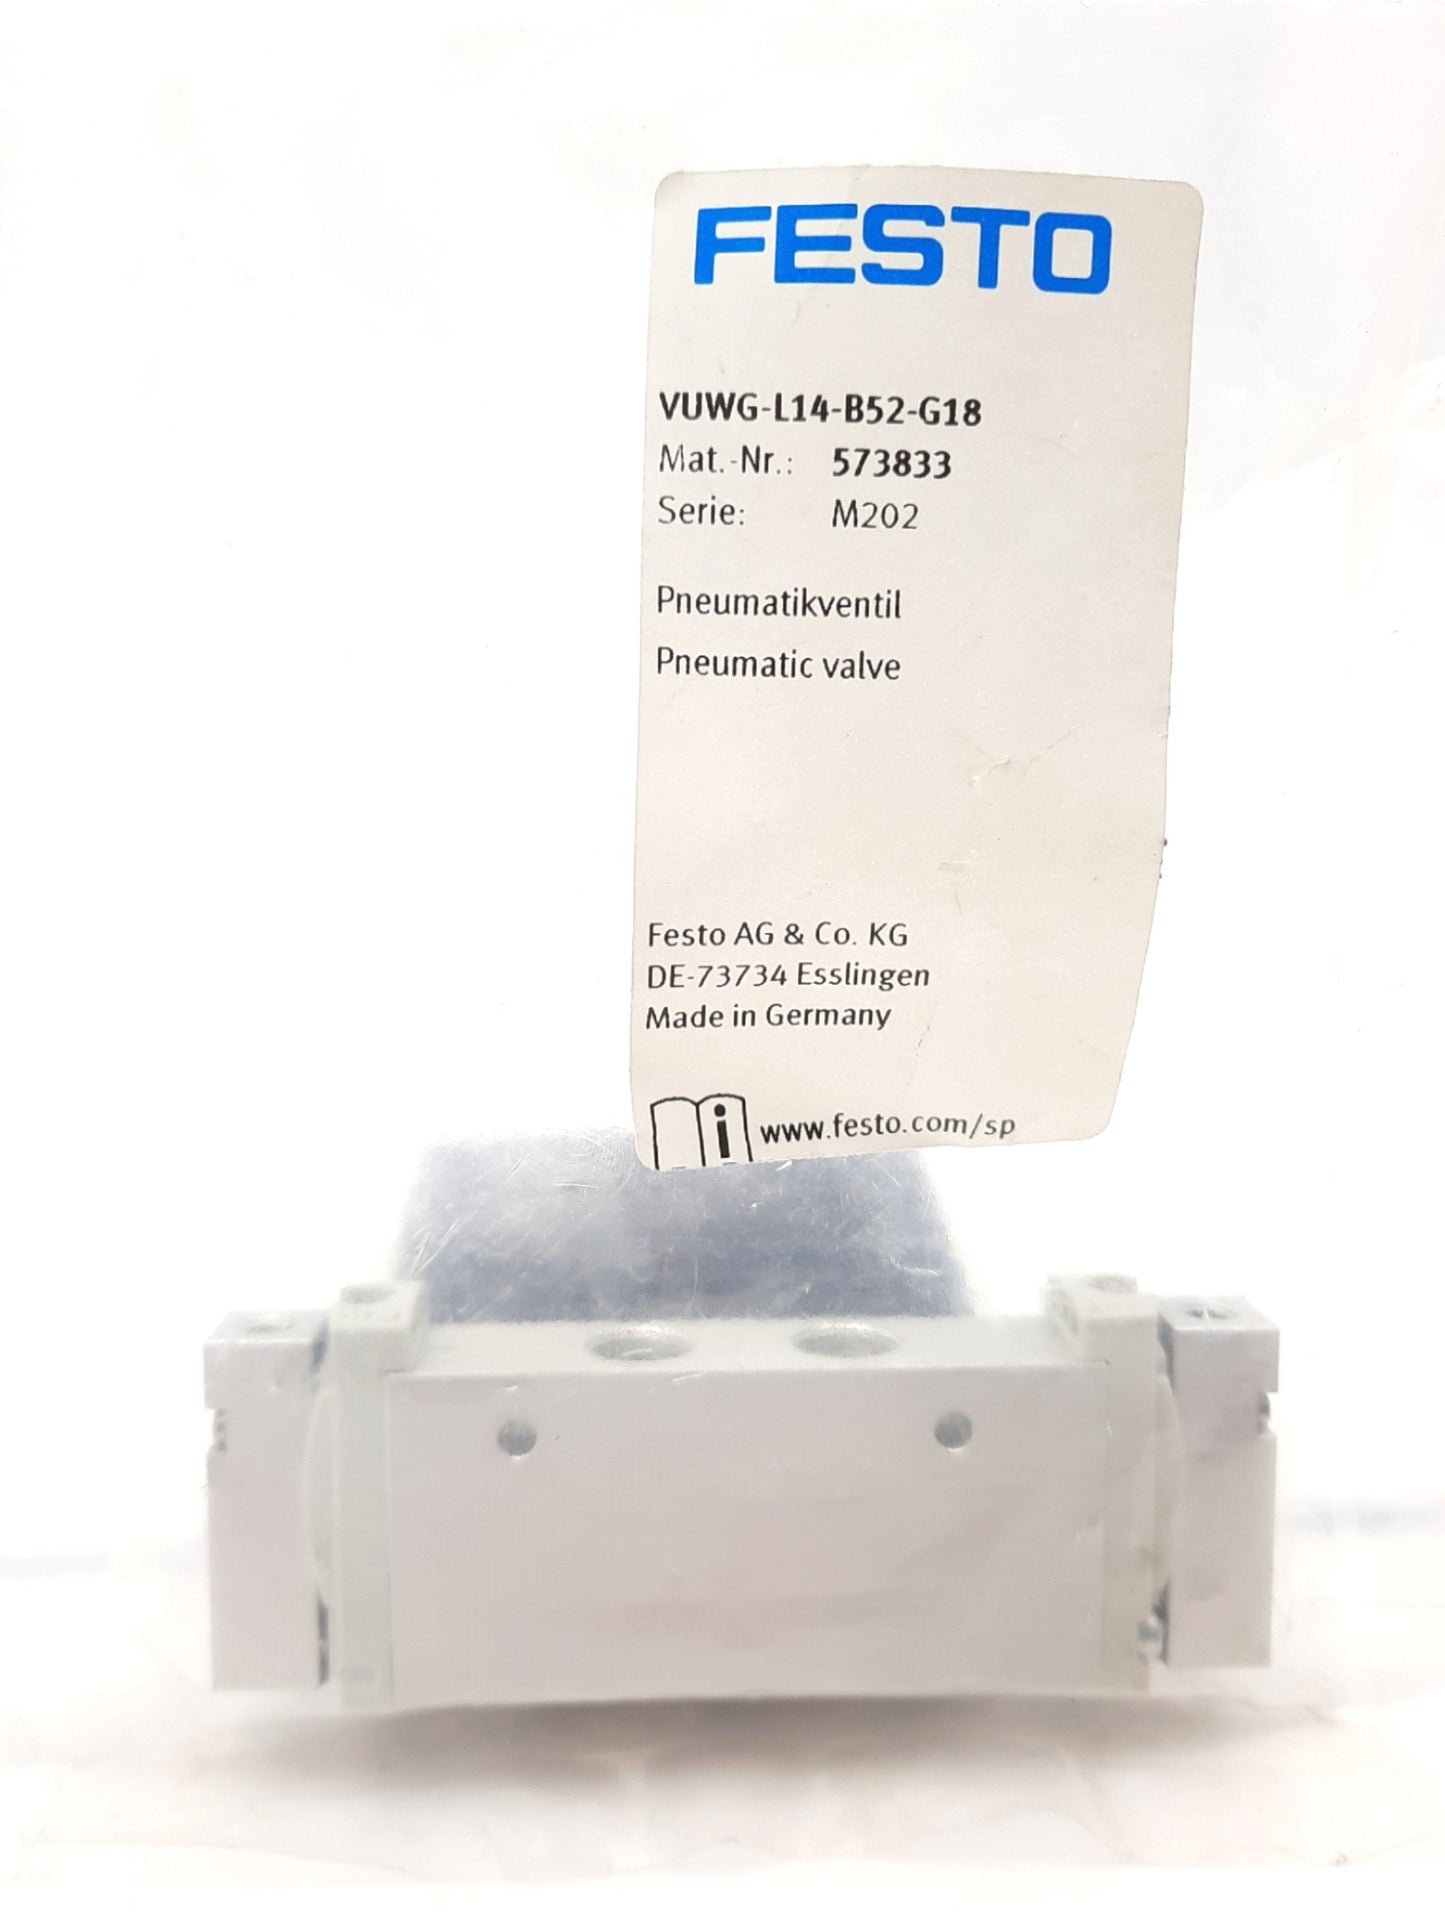 FESTO
VUWG-L14-B52-G18
Mat.-Nr.: 573833
Serie: M202
Pneumatikventil
Pneumatic valve
Festo AG & Co. KG
DE-73734 Esslingen
Made in Germany
i www.festo.com/sp